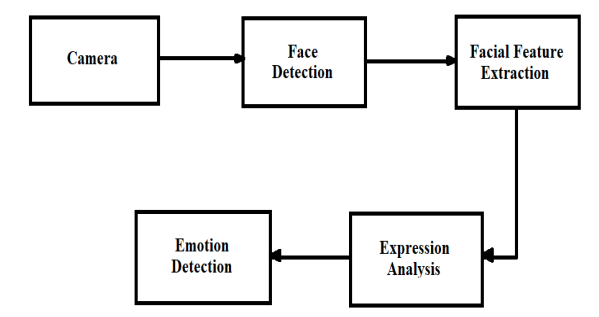 Camera
Face
Detection
Facial Feature
Extraction
Expression
Analysis
Emotion
Detection